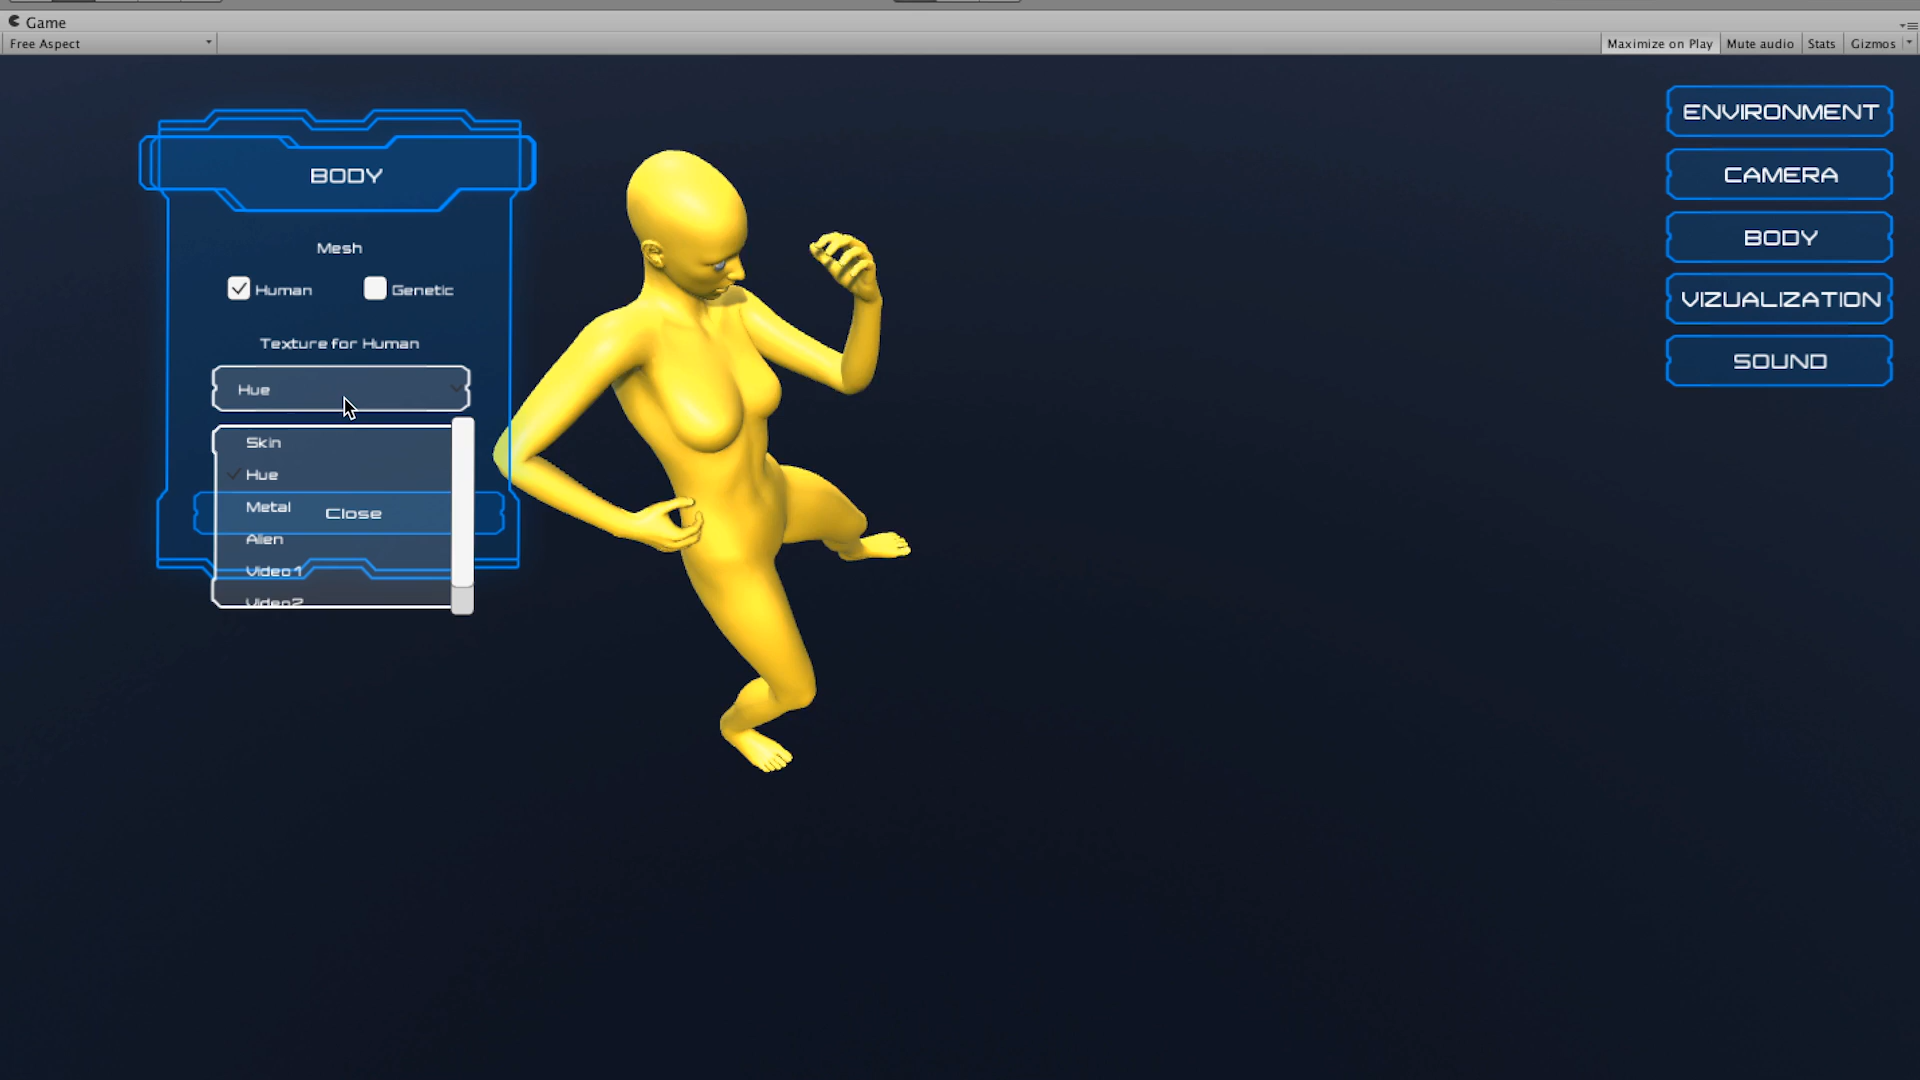 Game
Free Aspect
Maximize on Play
Mute audio
Stats
Gizmos
BODY
Mesh
Human
Genetic
Texture for Human
Hue
Skin
Hue
Metal
Close
Alien
Video1
Video2
ENVIRONMENT
CAMERA
BODY
VIZUALIZATION
SOUND